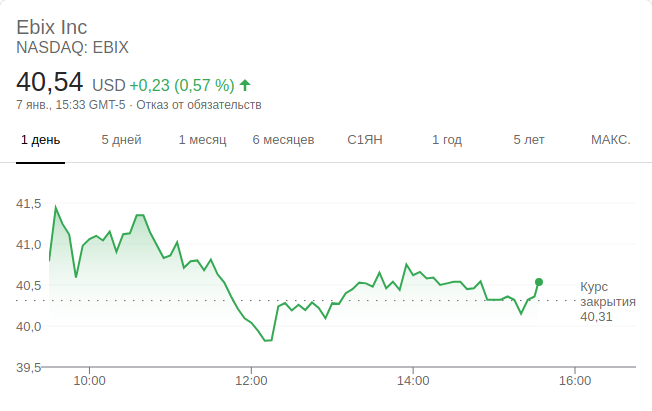 Ebix Inc
NASDAQ: EBIX
40,54 USD +0,23 (0,57 %)
7 янв., 15:33 GMT-5 · Отказ от обязательств
1 день 5 дней 1 месяц 6 месяцев С1ЯН 1 год 5 лет МАКС.
41,5
41,0
40,5
Курс
закрытия
40,31
40,0
39,5
10:00 12:00 14:00 16:00